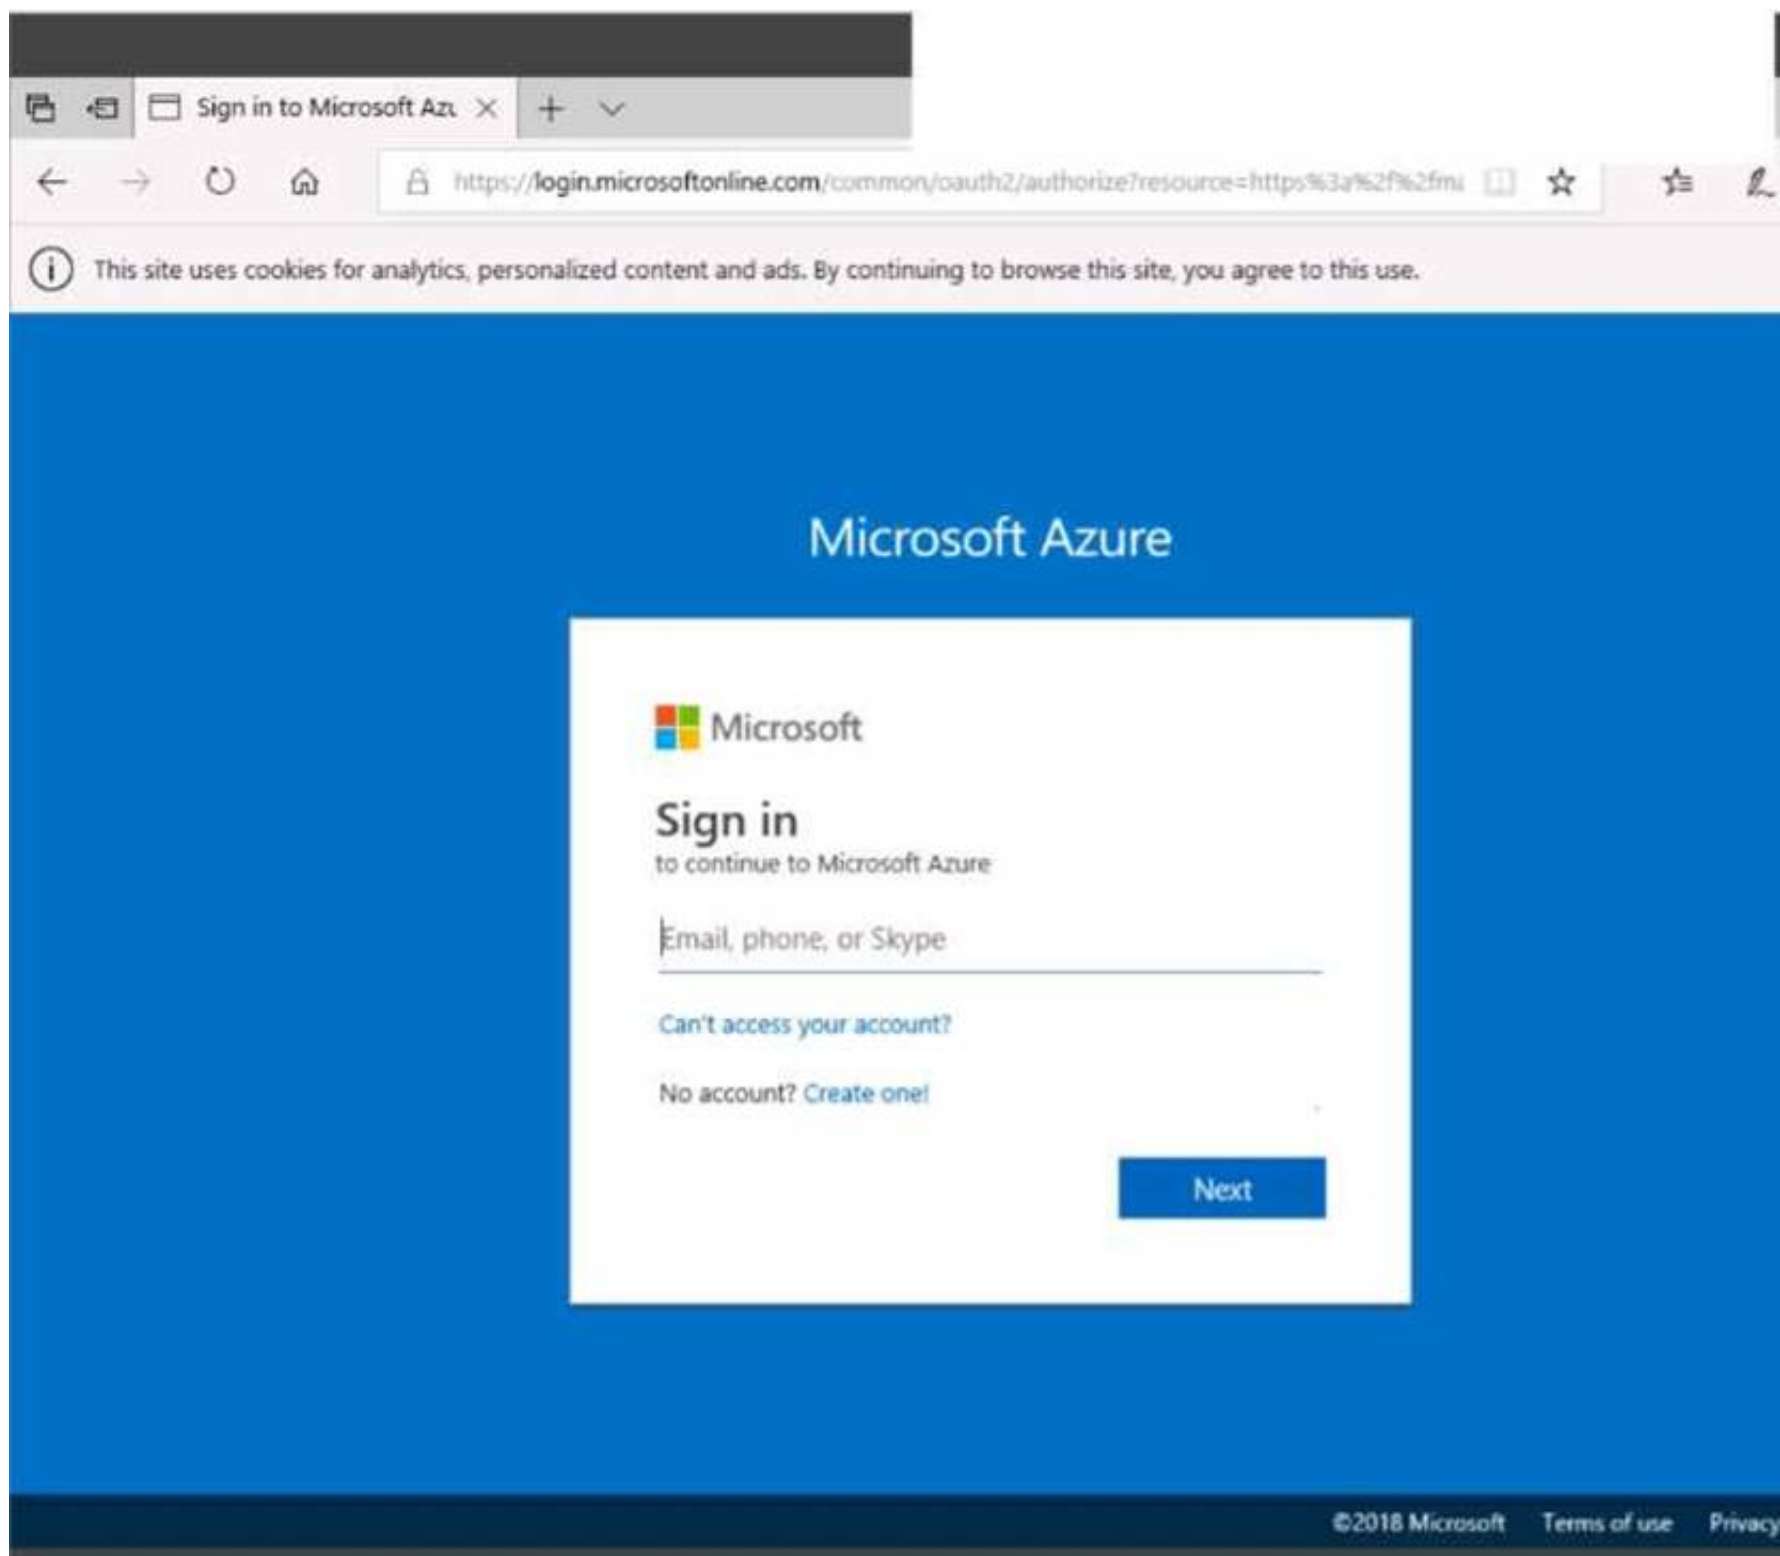 Sign in to Microsoft Azu
https://login.microsoftonline.com/common/oauth2/authorize?resource=https%3a%2f%2fm
This site uses cookies for analytics, personalized content and ads. By continuing to browse this site, you agree to this use.
Microsoft Azure
Microsoft
Sign in
to continue to Microsoft Azure
Email, phone, or Skype
Can't access your account?
No account? Create one!
Next
©2018 Microsoft Terms of use Privacy